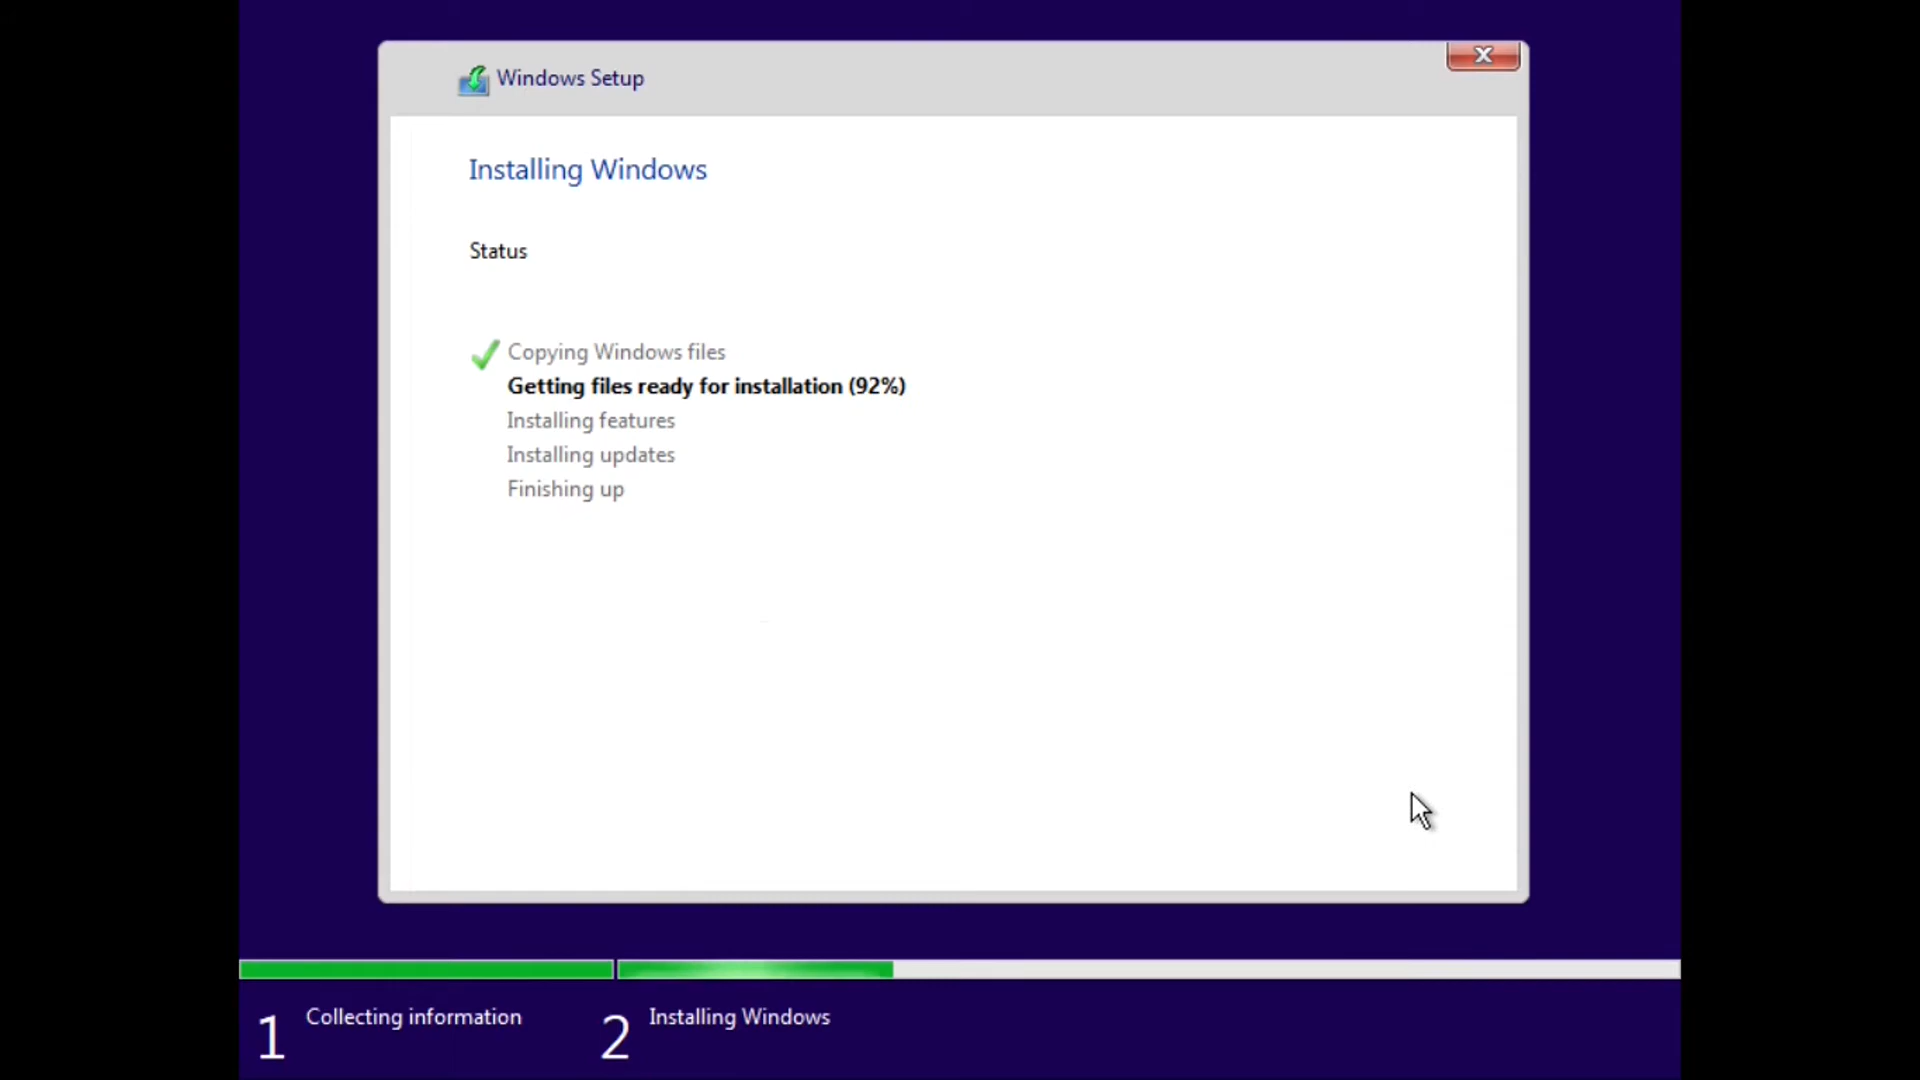 Windows Setup
Installing Windows
Status
Copying Windows files
Getting files ready for installation (92%)
Installing features
Installing updates
Finishing up
1 Collecting information 2 Installing Windows